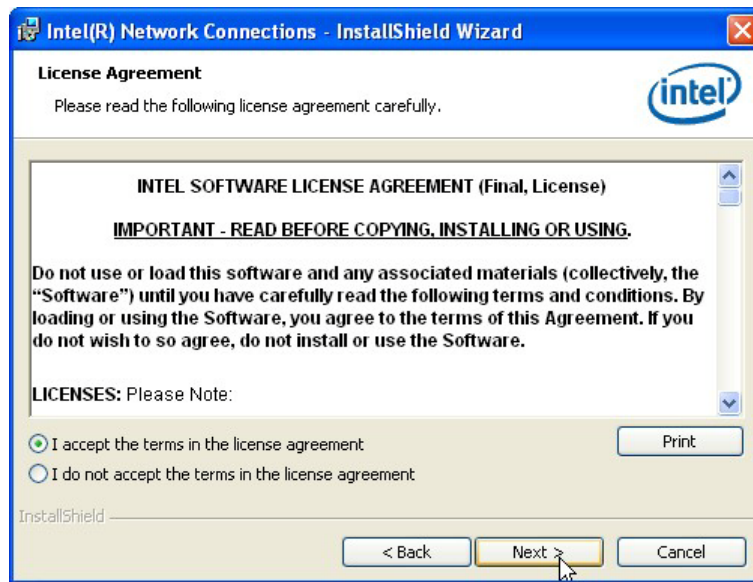 Intel(R) Network Connections - InstallShield Wizard
License Agreement
Please read the following license agreement carefully.
intel
INTEL SOFTWARE LICENSE AGREEMENT (Final, License)
IMPORTANT - READ BEFORE COPYING, INSTALLING OR USING.
Do not use or load this software and any associated materials (collectively, the
“Software”) until you have carefully read the following terms and conditions. By
loading or using the Software, you agree to the terms of this Agreement. If you
do not wish to so agree, do not install or use the Software.
LICENSES: Please Note:
I accept the terms in the license agreement
Print
I do not accept the terms in the license agreement
InstallShield
< Back
Next >
Cancel